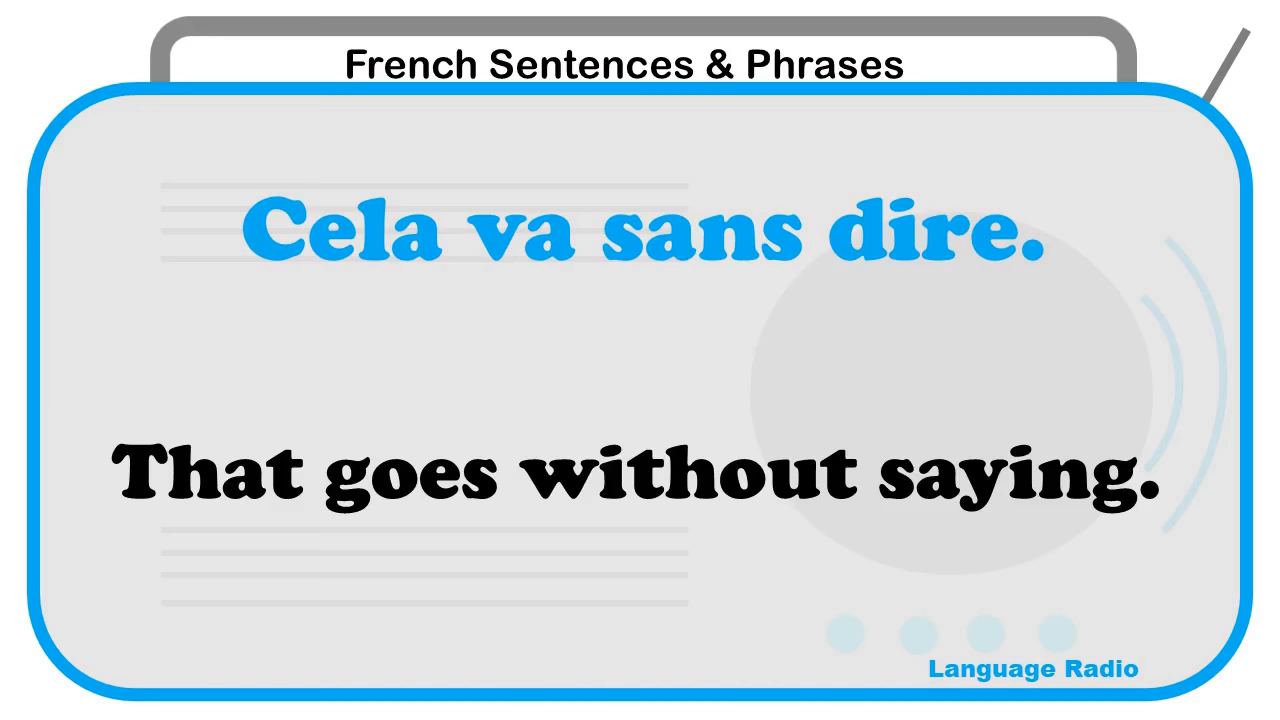 French Sentences & Phrases
Cela va sans dire.
That goes without saying.
Language Radio